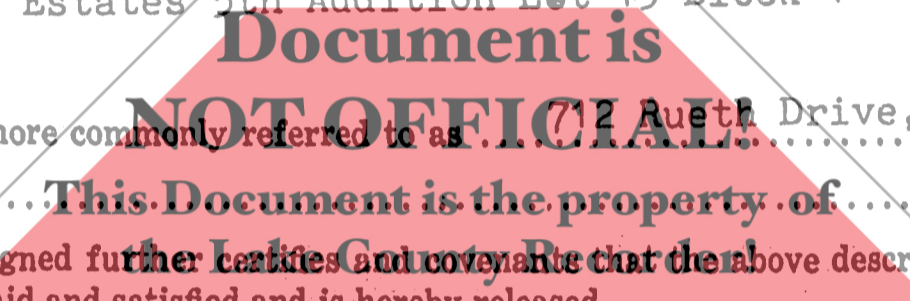 Estates 5th Addition Lot Block
Document is
NOT OFFICIAL!
more commonly referred to as .... 712 Rueth Drive,
This Document is the property of
the Lake County Recorder!
gned further certifies and covenants that the above descr
id and satisfied and is hereby released